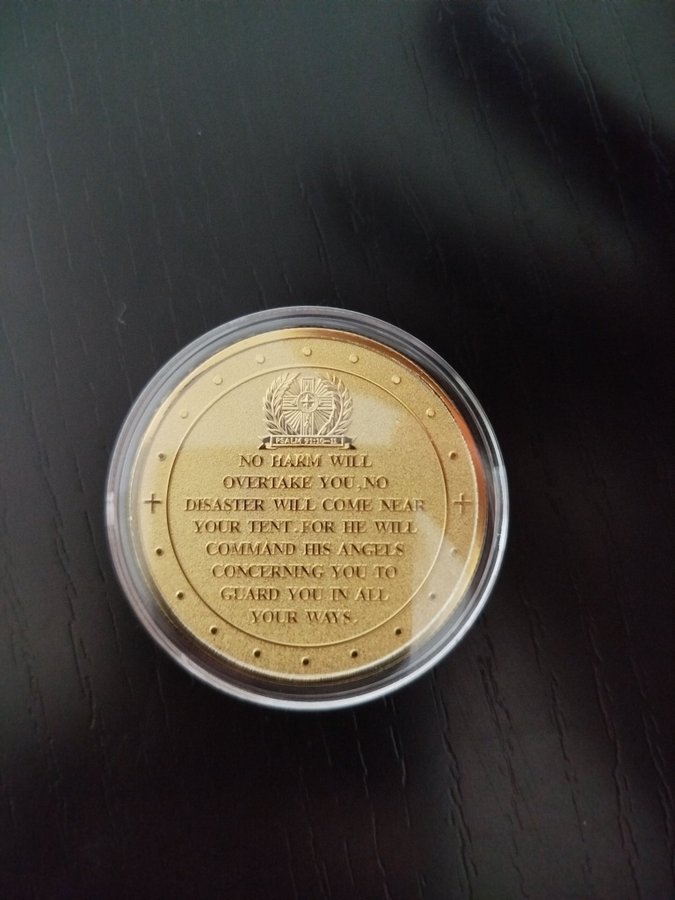 PSALM 91:10-11
NO HARM WILL
OVERTAKE YOU,NO
DISASTER WILL COME NEAR
YOUR TENT.FOR HE WILL
COMMAND HIS ANGELS
CONCERNING YOU TO
GUARD YOU IN ALL
YOUR WAYS.